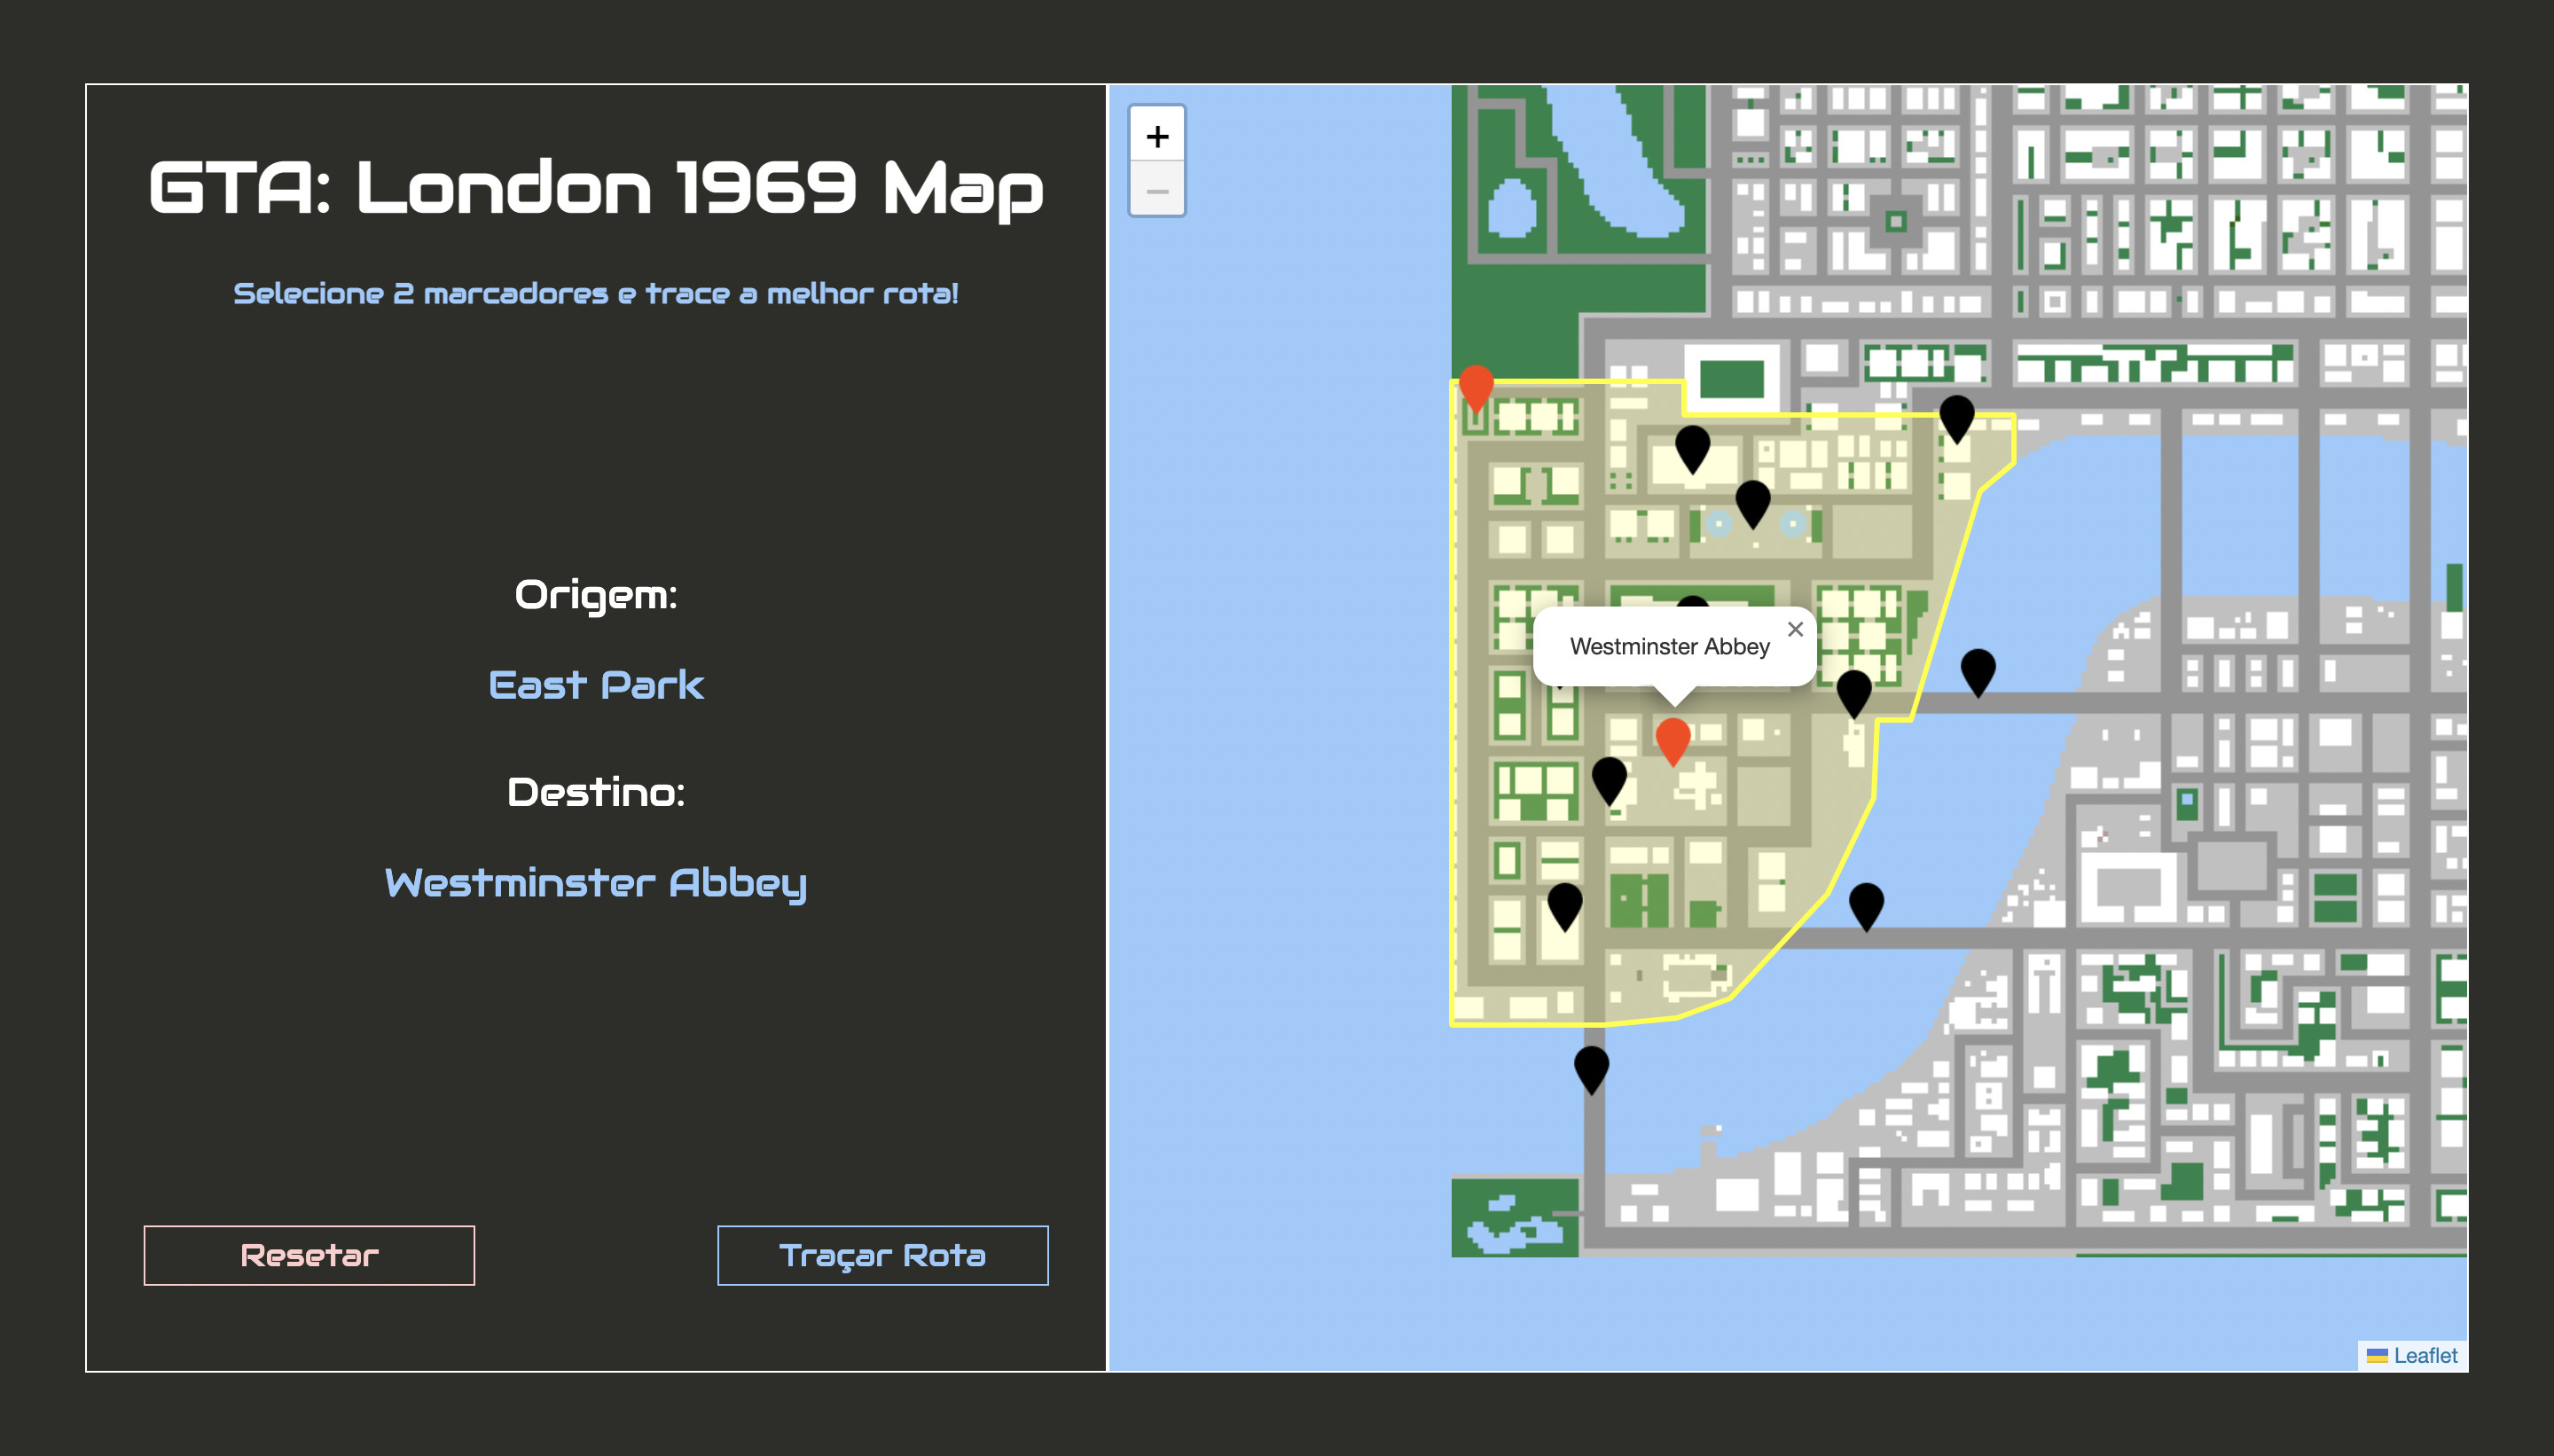 GTA: London 1969 Map
Selecione 2 marcadores e trace a melhor rota!
Origem:
East Park
Destino:
Westminster Abbey
Resetar
Traçar Rota
+
−
Westminster Abbey
×
Leaflet